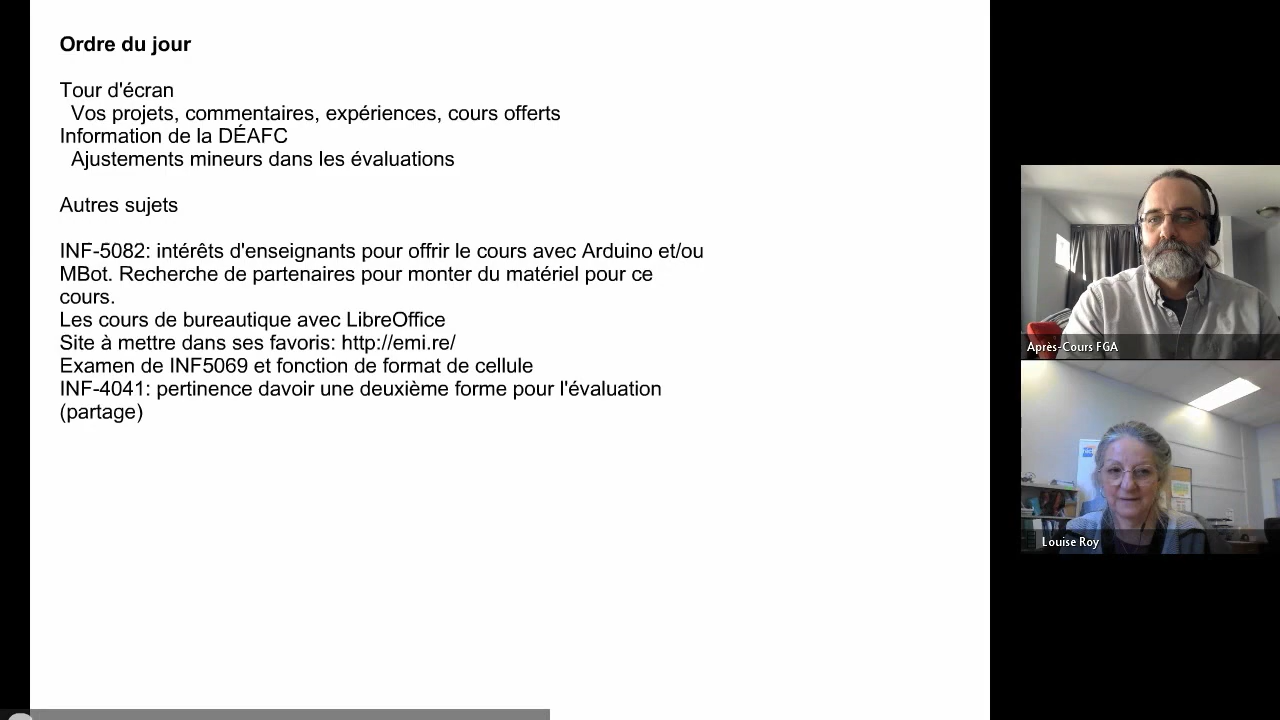 Ordre du jour
Tour d'écran
Vos projets, commentaires, expériences, cours offerts
Information de la DÉAFC
Ajustements mineurs dans les évaluations
Autres sujets
INF-5082: intérêts d'enseignants pour offrir le cours avec Arduino et/ou
MBot. Recherche de partenaires pour monter du matériel pour ce
cours.
Les cours de bureautique avec LibreOffice
Site à mettre dans ses favoris: http://emi.re/
Examen de INF5069 et fonction de format de cellule
INF-4041: pertinence davoir une deuxième forme pour l'évaluation
(partage)
Après-Cours FGA
Louise Roy